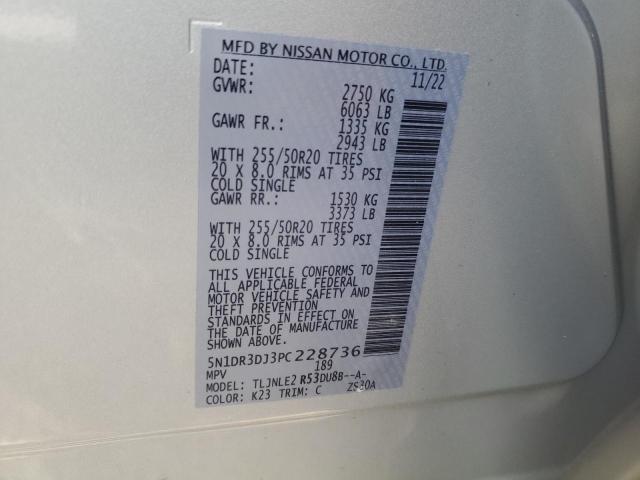 MFD BY NISSAN MOTOR CO., LTD.
DATE: 11/22
GVWR: 2750 KG
6063 LB
GAWR FR.: 1335 KG
2943 LB
WITH 255/50R20 TIRES
20 X 8.0 RIMS AT 35 PSI
COLD SINGLE
GAWR RR.: 1530 KG
3373 LB
WITH 255/50R20 TIRES
20 X 8.0 RIMS AT 35 PSI
COLD SINGLE
THIS VEHICLE CONFORMS TO
ALL APPLICABLE FEDERAL
MOTOR VEHICLE SAFETY AND
THEFT PREVENTION
STANDARDS IN EFFECT ON
THE DATE OF MANUFACTURE
SHOWN ABOVE.
5N1DR3DJ3PC228736
MPV 189
MODEL: TLJNLE2 R53DU8B--A-
COLOR: K23 TRIM: C ZS30A